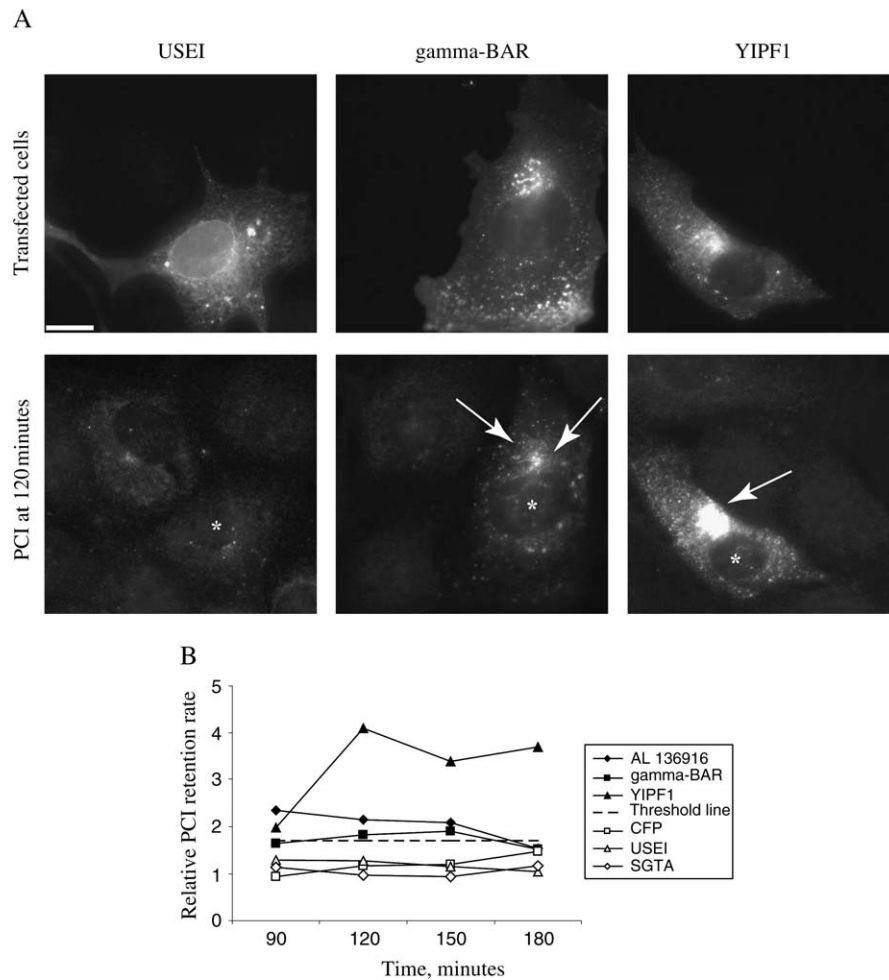 A
USEI
gamma-BAR
YIPF1
Transfected cells
PCI at 120 minutes
*
*
*
B
Relative PCI retention rate
5
4
3
2
1
0
90
120
150
180
Time, minutes
AL 136916
gamma-BAR
YIPF1
Threshold line
CFP
USEI
SGTA